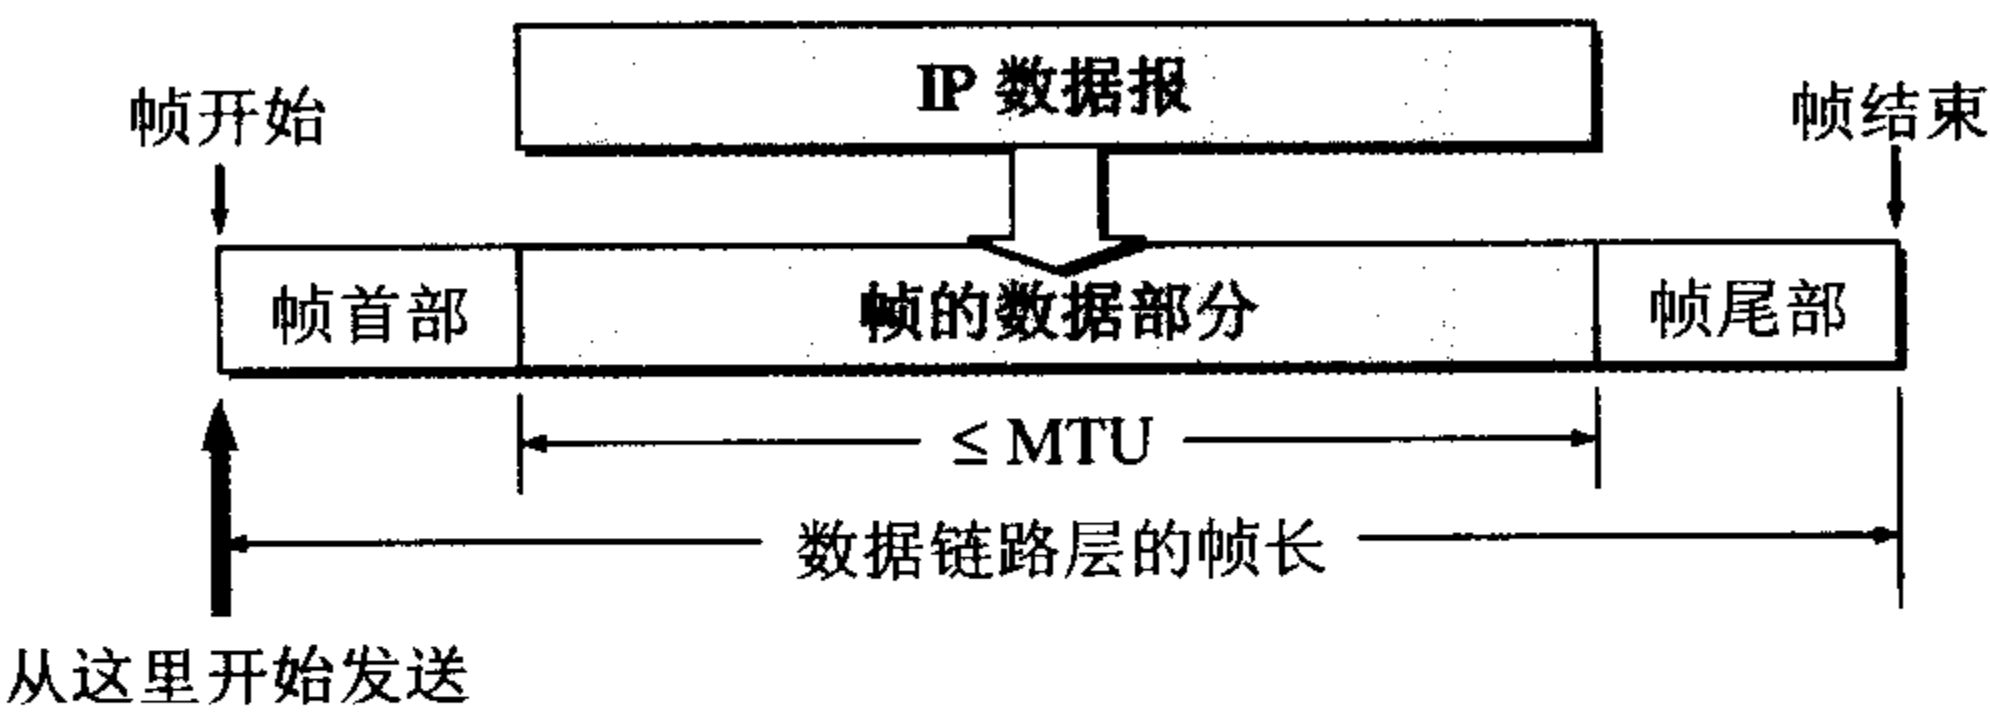 IP 数据报
帧开始
帧结束
帧首部
帧的数据部分
帧尾部
≤ MTU
数据链路层的帧长
从这里开始发送